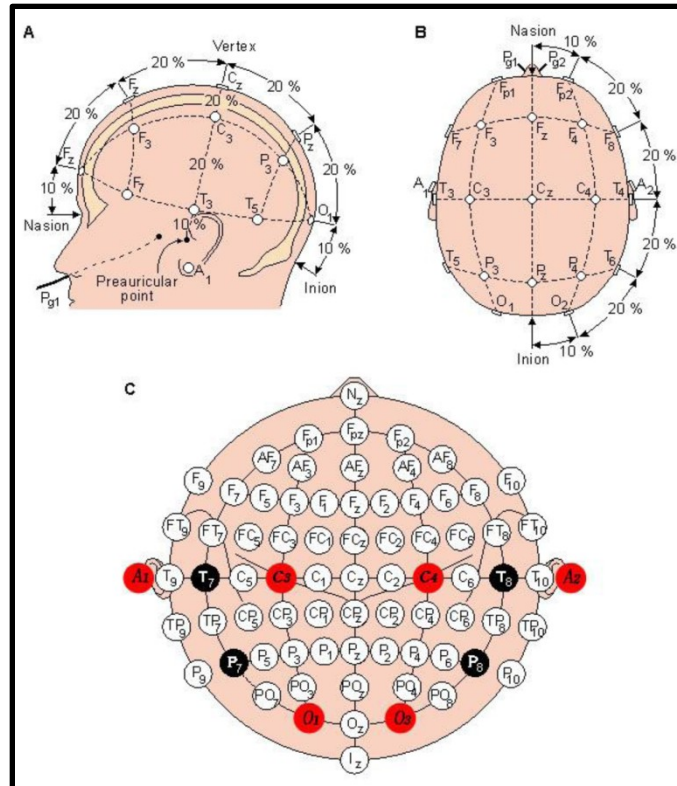 A
Vertex
20 %
20 %
Fz
Cz
20 %
20 %
20 %
F3
C3
Pz
Fz
20 %
P3
20 %
10 %
F7
T3
T5
O1
Nasion
10 %
10 %
Preauricular
point
A1
Inion
Pg1
B
Nasion
10 %
Pg1
Pg2
Fp1
Fp2
20 %
F7
F3
Fz
F4
F8
20 %
A1
T3
C3
Cz
C4
T4
A2
20 %
T5
P3
Pz
P4
T6
20 %
O1
O2
Inion
10 %
C
Nz
Fp1
Fpz
Fp2
AF7
AF3
AFz
AF4
AF8
F9
F7
F5
F3
F1
Fz
F2
F4
F6
F8
F10
FT9
FT7
FC5
FC3
FC1
FCz
FC2
FC4
FC6
FT8
FT10
A1
T9
T7
C5
C3
C1
Cz
C2
C4
C6
T8
T10
A2
TP9
TP7
CP5
CP3
CP1
CPz
CP2
CP4
CP6
TP8
TP10
P9
P7
P5
P3
P1
Pz
P2
P4
P6
P8
P10
PO7
PO3
POz
PO4
PO8
O1
Oz
Iz